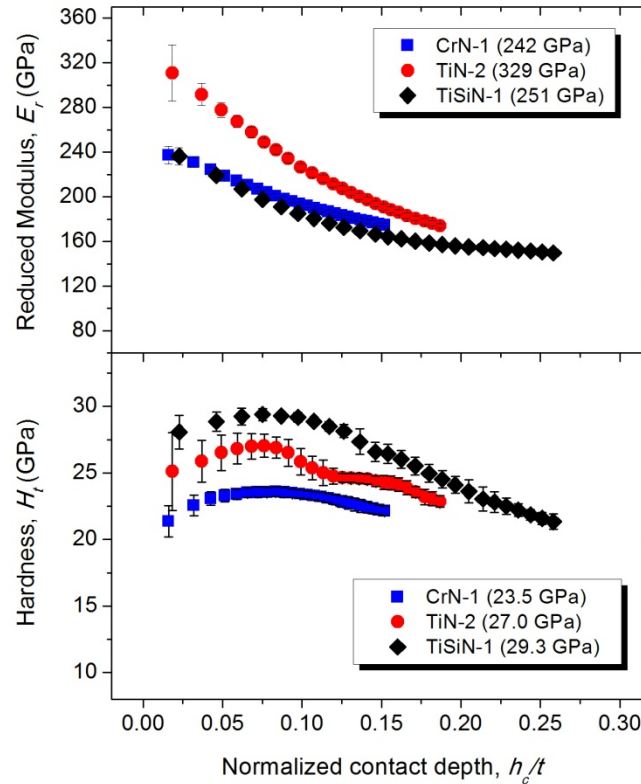 360
320
280
240
200
160
120
80
Reduced Modulus, E_r (GPa)
CrN-1 (242 GPa)
TiN-2 (329 GPa)
TiSiN-1 (251 GPa)
30
25
20
15
10
Hardness, H_t (GPa)
CrN-1 (23.5 GPa)
TiN-2 (27.0 GPa)
TiSiN-1 (29.3 GPa)
0.00 0.05 0.10 0.15 0.20 0.25 0.30
Normalized contact depth, h_c/t